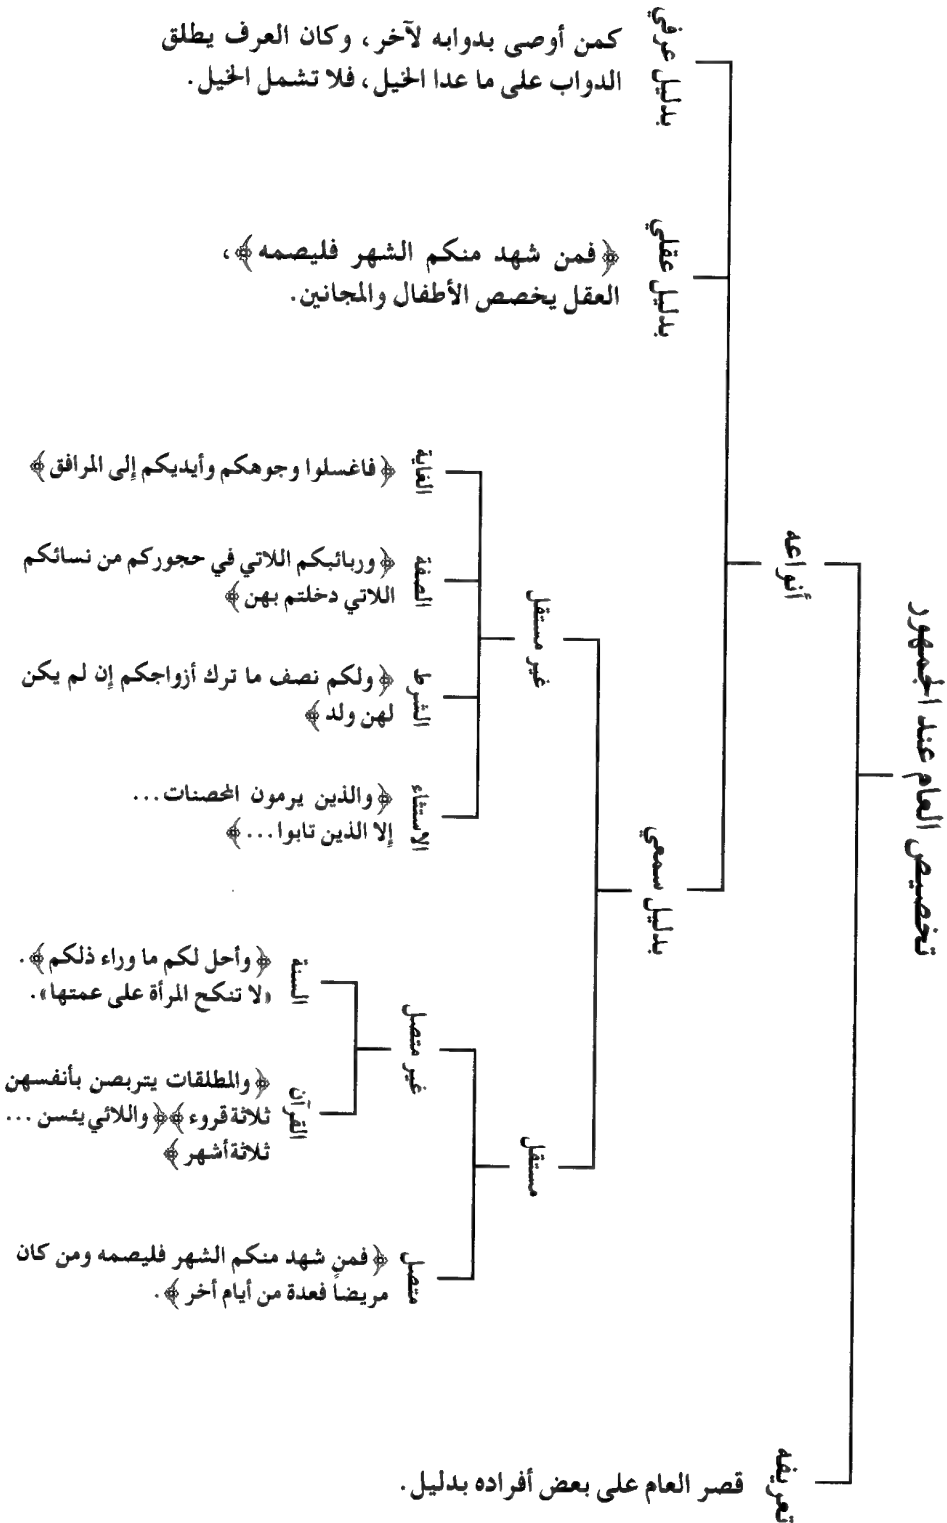 تخصيص العام عند الجمهور
أنواعه
بدليل عرفي
كمن أوصى بدوابه لآخر، وكان العرف يطلق
الدواب على ما عدا الخيل، فلا تشمل الخيل.
بدليل عقلي
﴿فمن شهد منكم الشهر فليصمه﴾،
العقل يخصص الأطفال والمجانين.
بدليل سمعي
غير مستقل
الغاية
﴿فاغسلوا وجوهكم وأيديكم إلى المرافق﴾
الصفة
﴿وربائبكم اللاتي في حجوركم من نسائكم
اللاتي دخلتم بهن﴾
الشرط
﴿ولكم نصف ما ترك أزواجكم إن لم يكن
لهن ولد﴾
الاستثناء
﴿والذين يرمون المحصنات...
إلا الذين تابوا...﴾
مستقل
غير متصل
السنة
﴿وأحل لكم ما وراء ذلكم﴾.
«لا تنكح المرأة على عمتها».
القرآن
﴿والمطلقات يتربصن بأنفسهن
ثلاثة قروء﴾﴿واللائي يئسن ...
ثلاثة أشهر﴾
متصل
﴿فمن شهد منكم الشهر فليصمه ومن كان
مريضاً فعدة من أيام أخر﴾.
تعريفه
قصر العام على بعض أفراده بدليل.